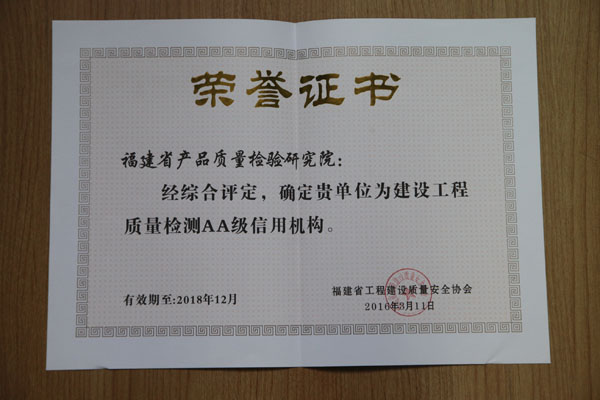 荣誉证书
福建省产品质量检验研究院：
经综合评定，确定贵单位为建设工程
质量检测AA级信用机构。
福建省工程建设质量安全协会
有效期至:2018年12月
2016年3月11日